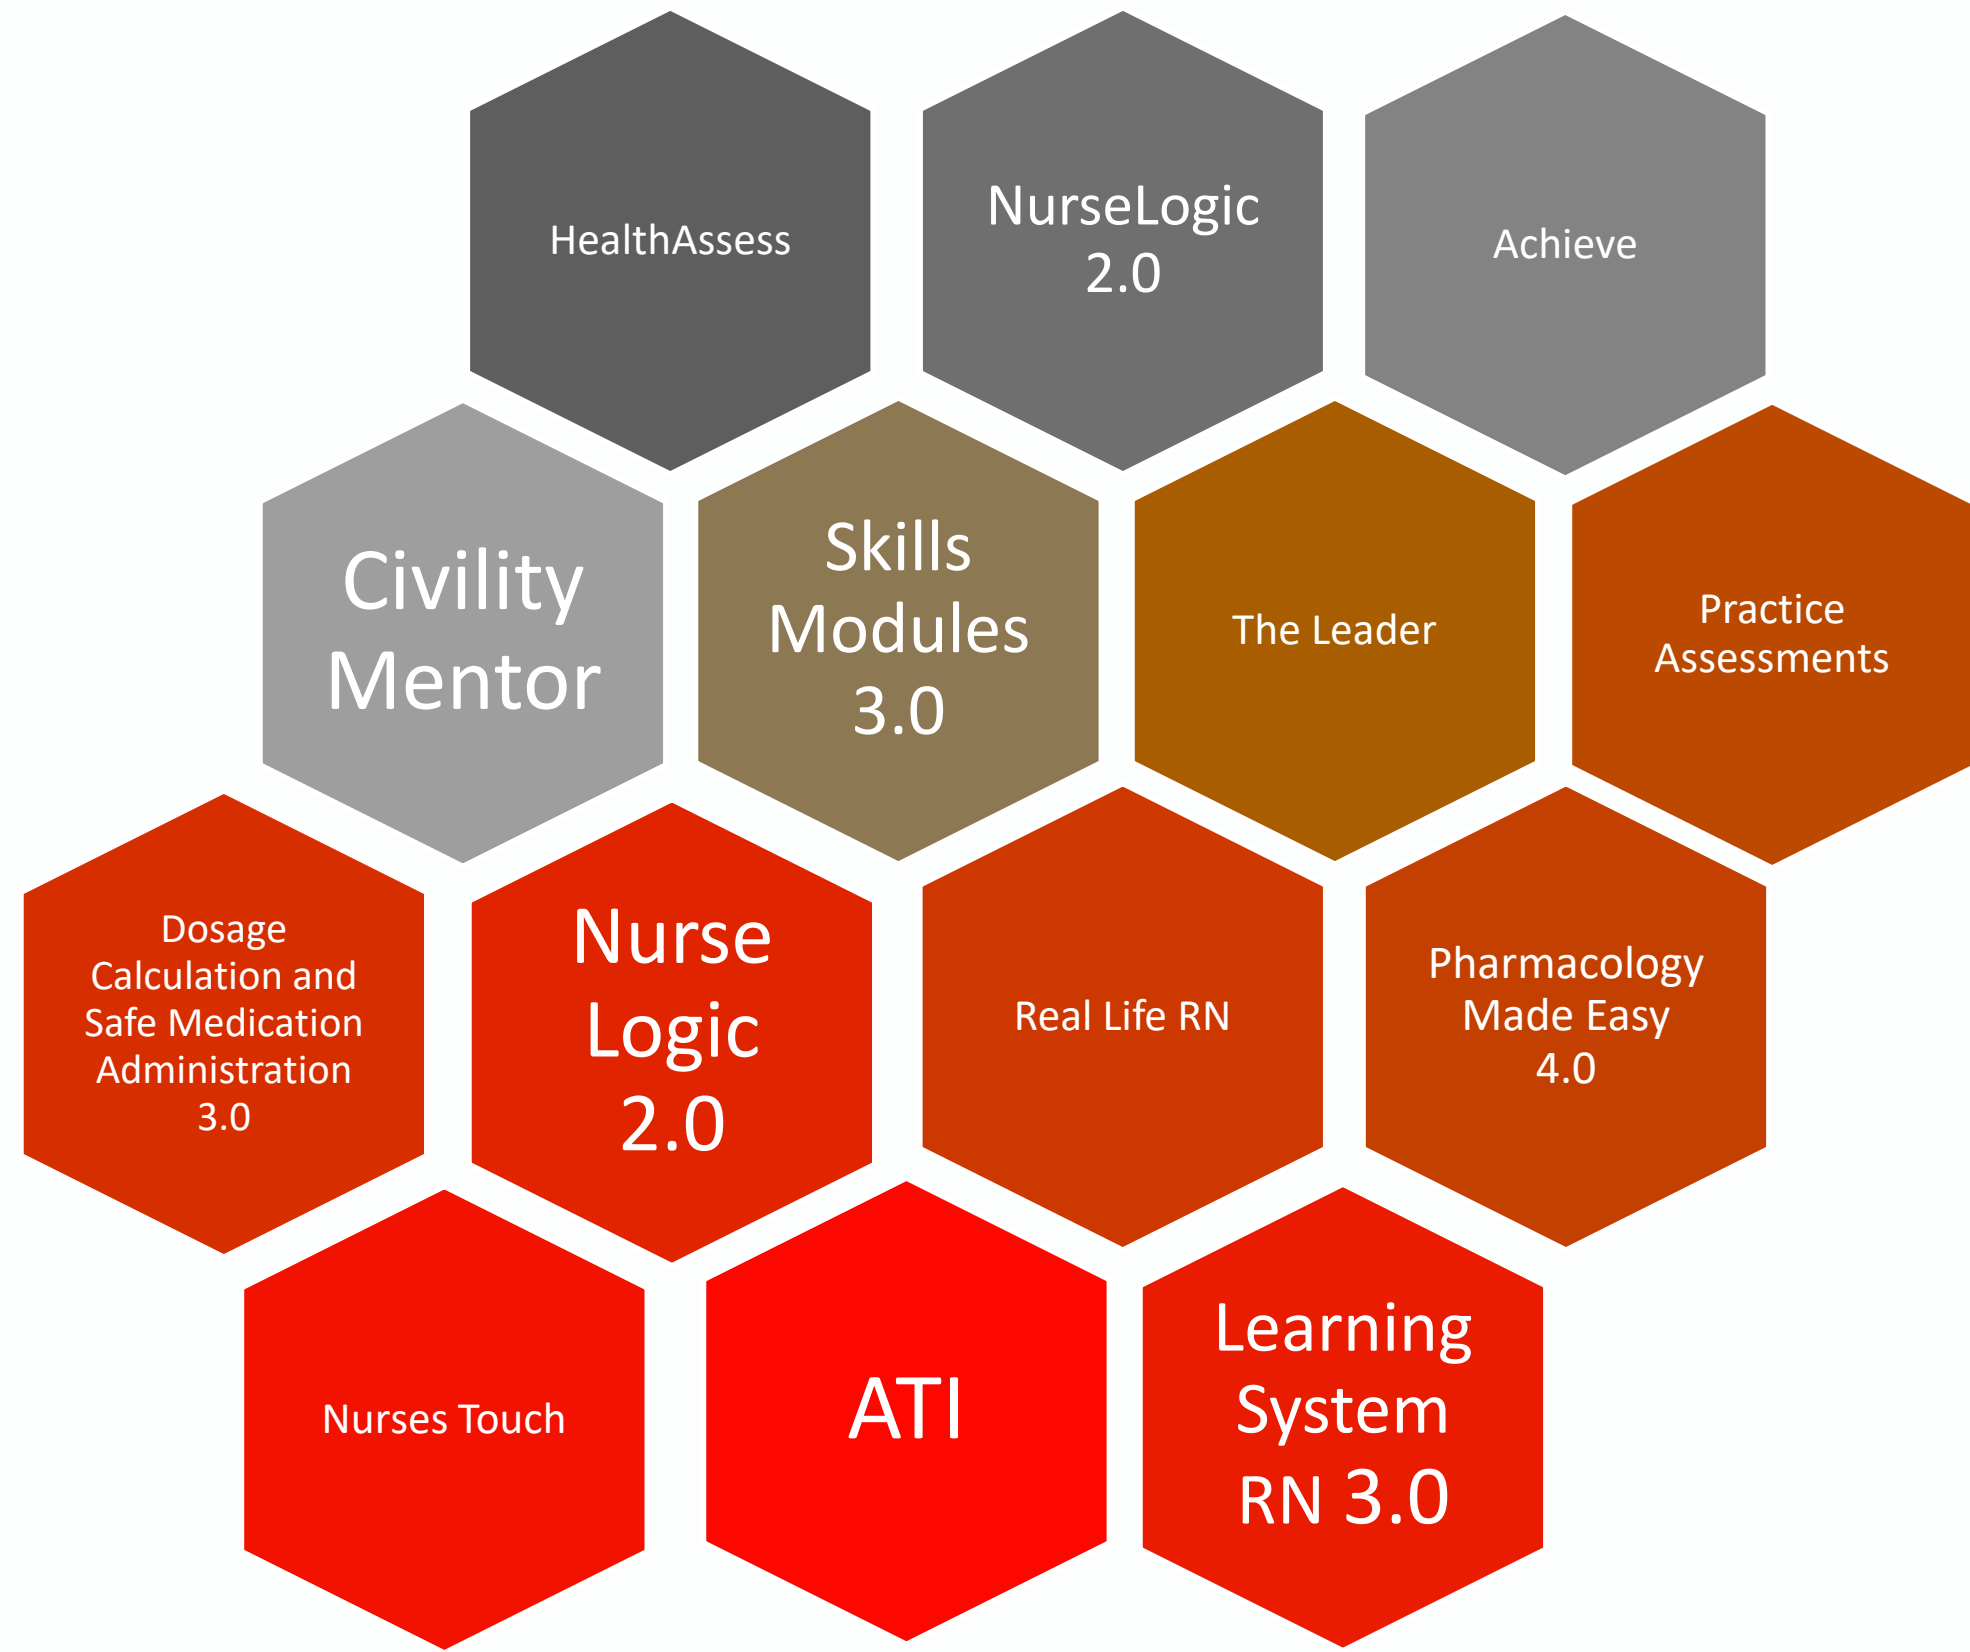 HealthAssess
NurseLogic
2.0
Achieve
Civility
Mentor
Skills
Modules
3.0
The Leader
Practice
Assessments
Dosage
Calculation and
Safe Medication
Administration
3.0
Nurse
Logic
2.0
Real Life RN
Pharmacology
Made Easy
4.0
Nurses Touch
ATI
Learning
System
RN 3.0